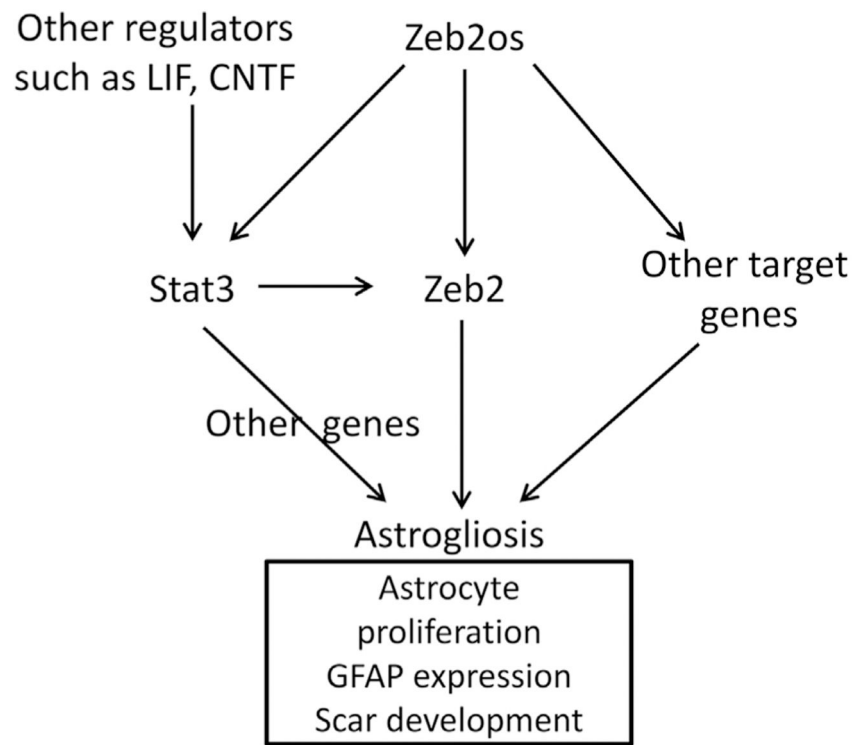 Other regulators
such as LIF, CNTF
Zeb2os
Stat3
Zeb2
Other target
genes
Other genes
Astrogliosis
Astrocyte
proliferation
GFAP expression
Scar development